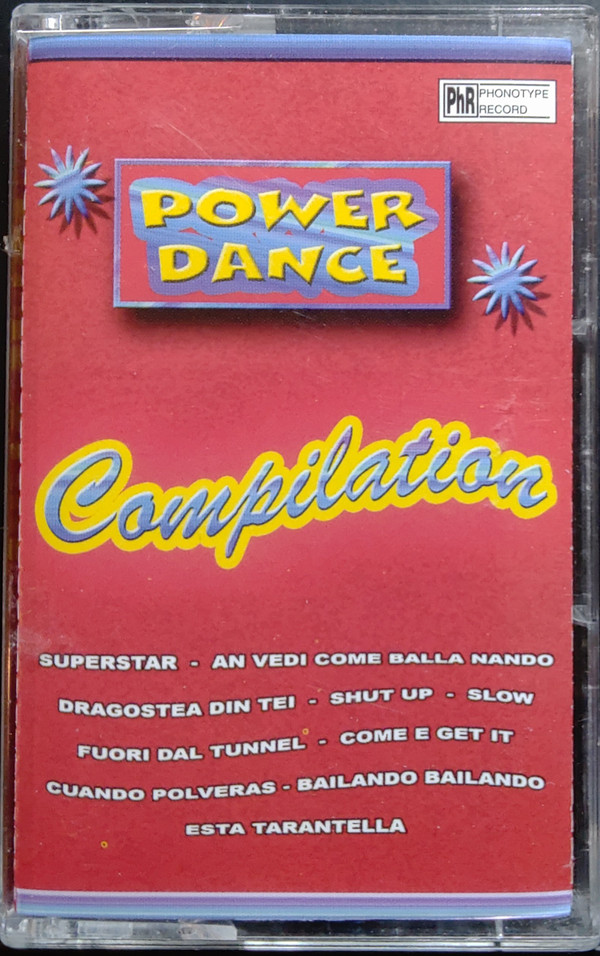 PhR PHONOTYPE
RECORD
POWER
DANCE
Compilation
SUPERSTAR - AN VEDI COME BALLA NANDO
DRAGOSTEA DIN TEI - SHUT UP - SLOW
FUORI DAL TUNNEL - COME E GET IT
CUANDO POLVERAS - BAILANDO BAILANDO
ESTA TARANTELLA